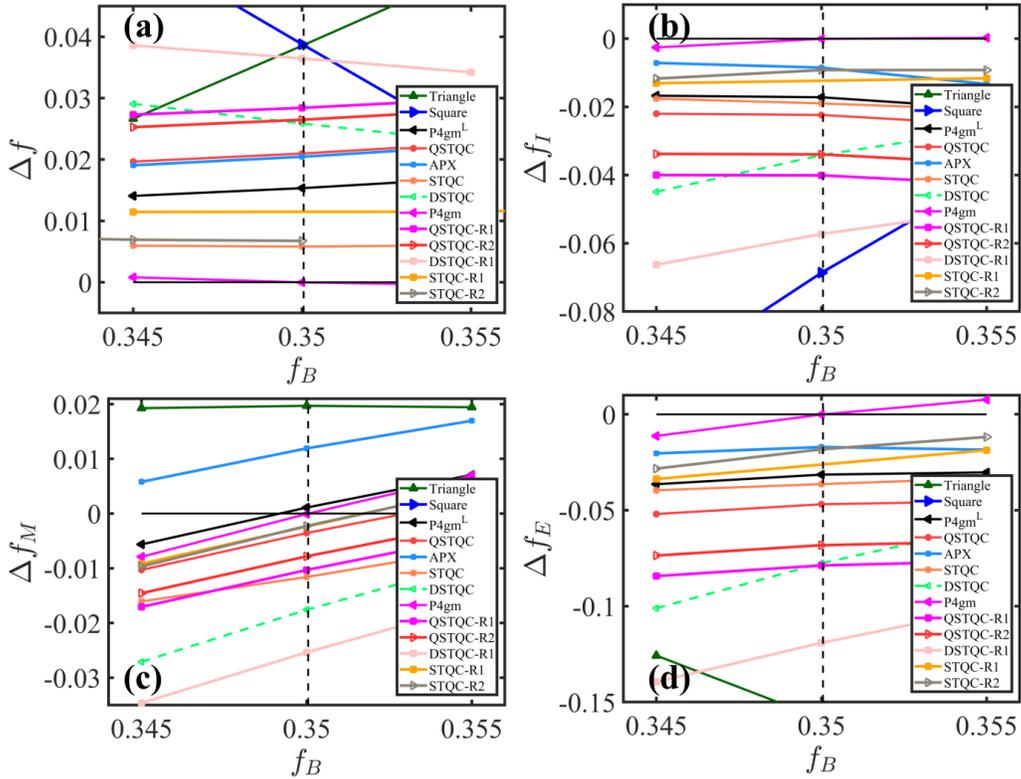 (a)
Δf
0.04
0.03
0.02
0.01
0
0.345
0.35
0.355
f_B
Triangle
Square
P4gm^L
QSTQC
APX
STQC
DSTQC
P4gm
QSTQC-R1
QSTQC-R2
DSTQC-R1
STQC-R1
STQC-R2
(b)
Δf_I
0
-0.02
-0.04
-0.06
-0.08
0.345
0.35
0.355
f_B
Triangle
Square
P4gm^L
QSTQC
APX
STQC
DSTQC
P4gm
QSTQC-R1
QSTQC-R2
DSTQC-R1
STQC-R1
STQC-R2
(c)
Δf_M
0.02
0.01
0
-0.01
-0.02
-0.03
0.345
0.35
0.355
f_B
Triangle
Square
P4gm^L
QSTQC
APX
STQC
DSTQC
P4gm
QSTQC-R1
QSTQC-R2
DSTQC-R1
STQC-R1
STQC-R2
(d)
Δf_E
0
-0.05
-0.1
-0.15
0.345
0.35
0.355
f_B
Triangle
Square
P4gm^L
QSTQC
APX
STQC
DSTQC
P4gm
QSTQC-R1
QSTQC-R2
DSTQC-R1
STQC-R1
STQC-R2